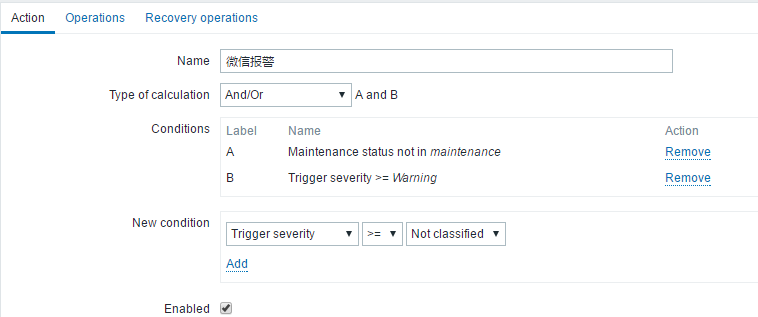 Action Operations Recovery operations
Name 微信报警
Type of calculation And/Or A and B
Conditions Label Name Action
A Maintenance status not in maintenance Remove
B Trigger severity >= Warning Remove
New condition Trigger severity >= Not classified
Add
Enabled